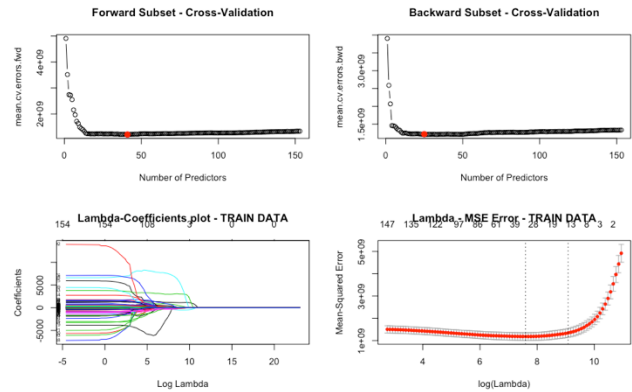 Forward Subset - Cross-Validation
mean.cv.errors.fwd
4e+09
2e+09
0 50 100 150
Number of Predictors
Backward Subset - Cross-Validation
mean.cv.errors.bwd
3.0e+09
1.5e+09
0 50 100 150
Number of Predictors
Lambda-Coefficients plot - TRAIN DATA
154 154 108 3 0 0
Coefficients
5000
0
-5000
-5 0 5 10 15 20
Log Lambda
Lambda - MSE Error - TRAIN DATA
147 135 122 97 86 61 39 28 19 13 8 3 2
Mean-Squared Error
5e+09
3e+09
1e+09
4 6 8 10
log(Lambda)